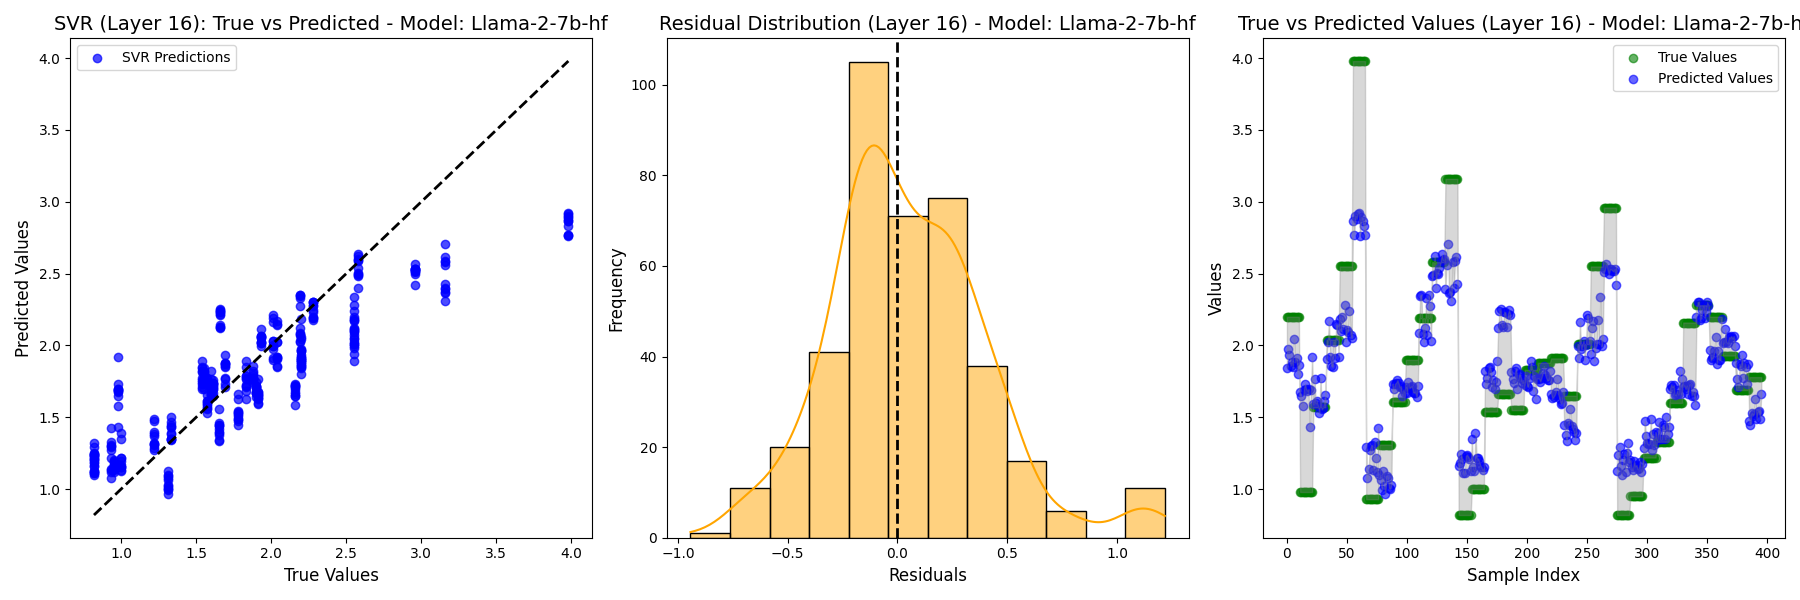 SVR (Layer 16): True vs Predicted - Model: Llama-2-7b-hf
SVR Predictions
4.0
3.5
3.0
2.5
2.0
1.5
1.0
Predicted Values
1.0 1.5 2.0 2.5 3.0 3.5 4.0
True Values
Residual Distribution (Layer 16) - Model: Llama-2-7b-hf
100
80
60
40
20
0
Frequency
−1.0 −0.5 0.0 0.5 1.0
Residuals
True vs Predicted Values (Layer 16) - Model: Llama-2-7b-h
True Values
Predicted Values
4.0
3.5
3.0
2.5
2.0
1.5
1.0
Values
0 50 100 150 200 250 300 350 400
Sample Index